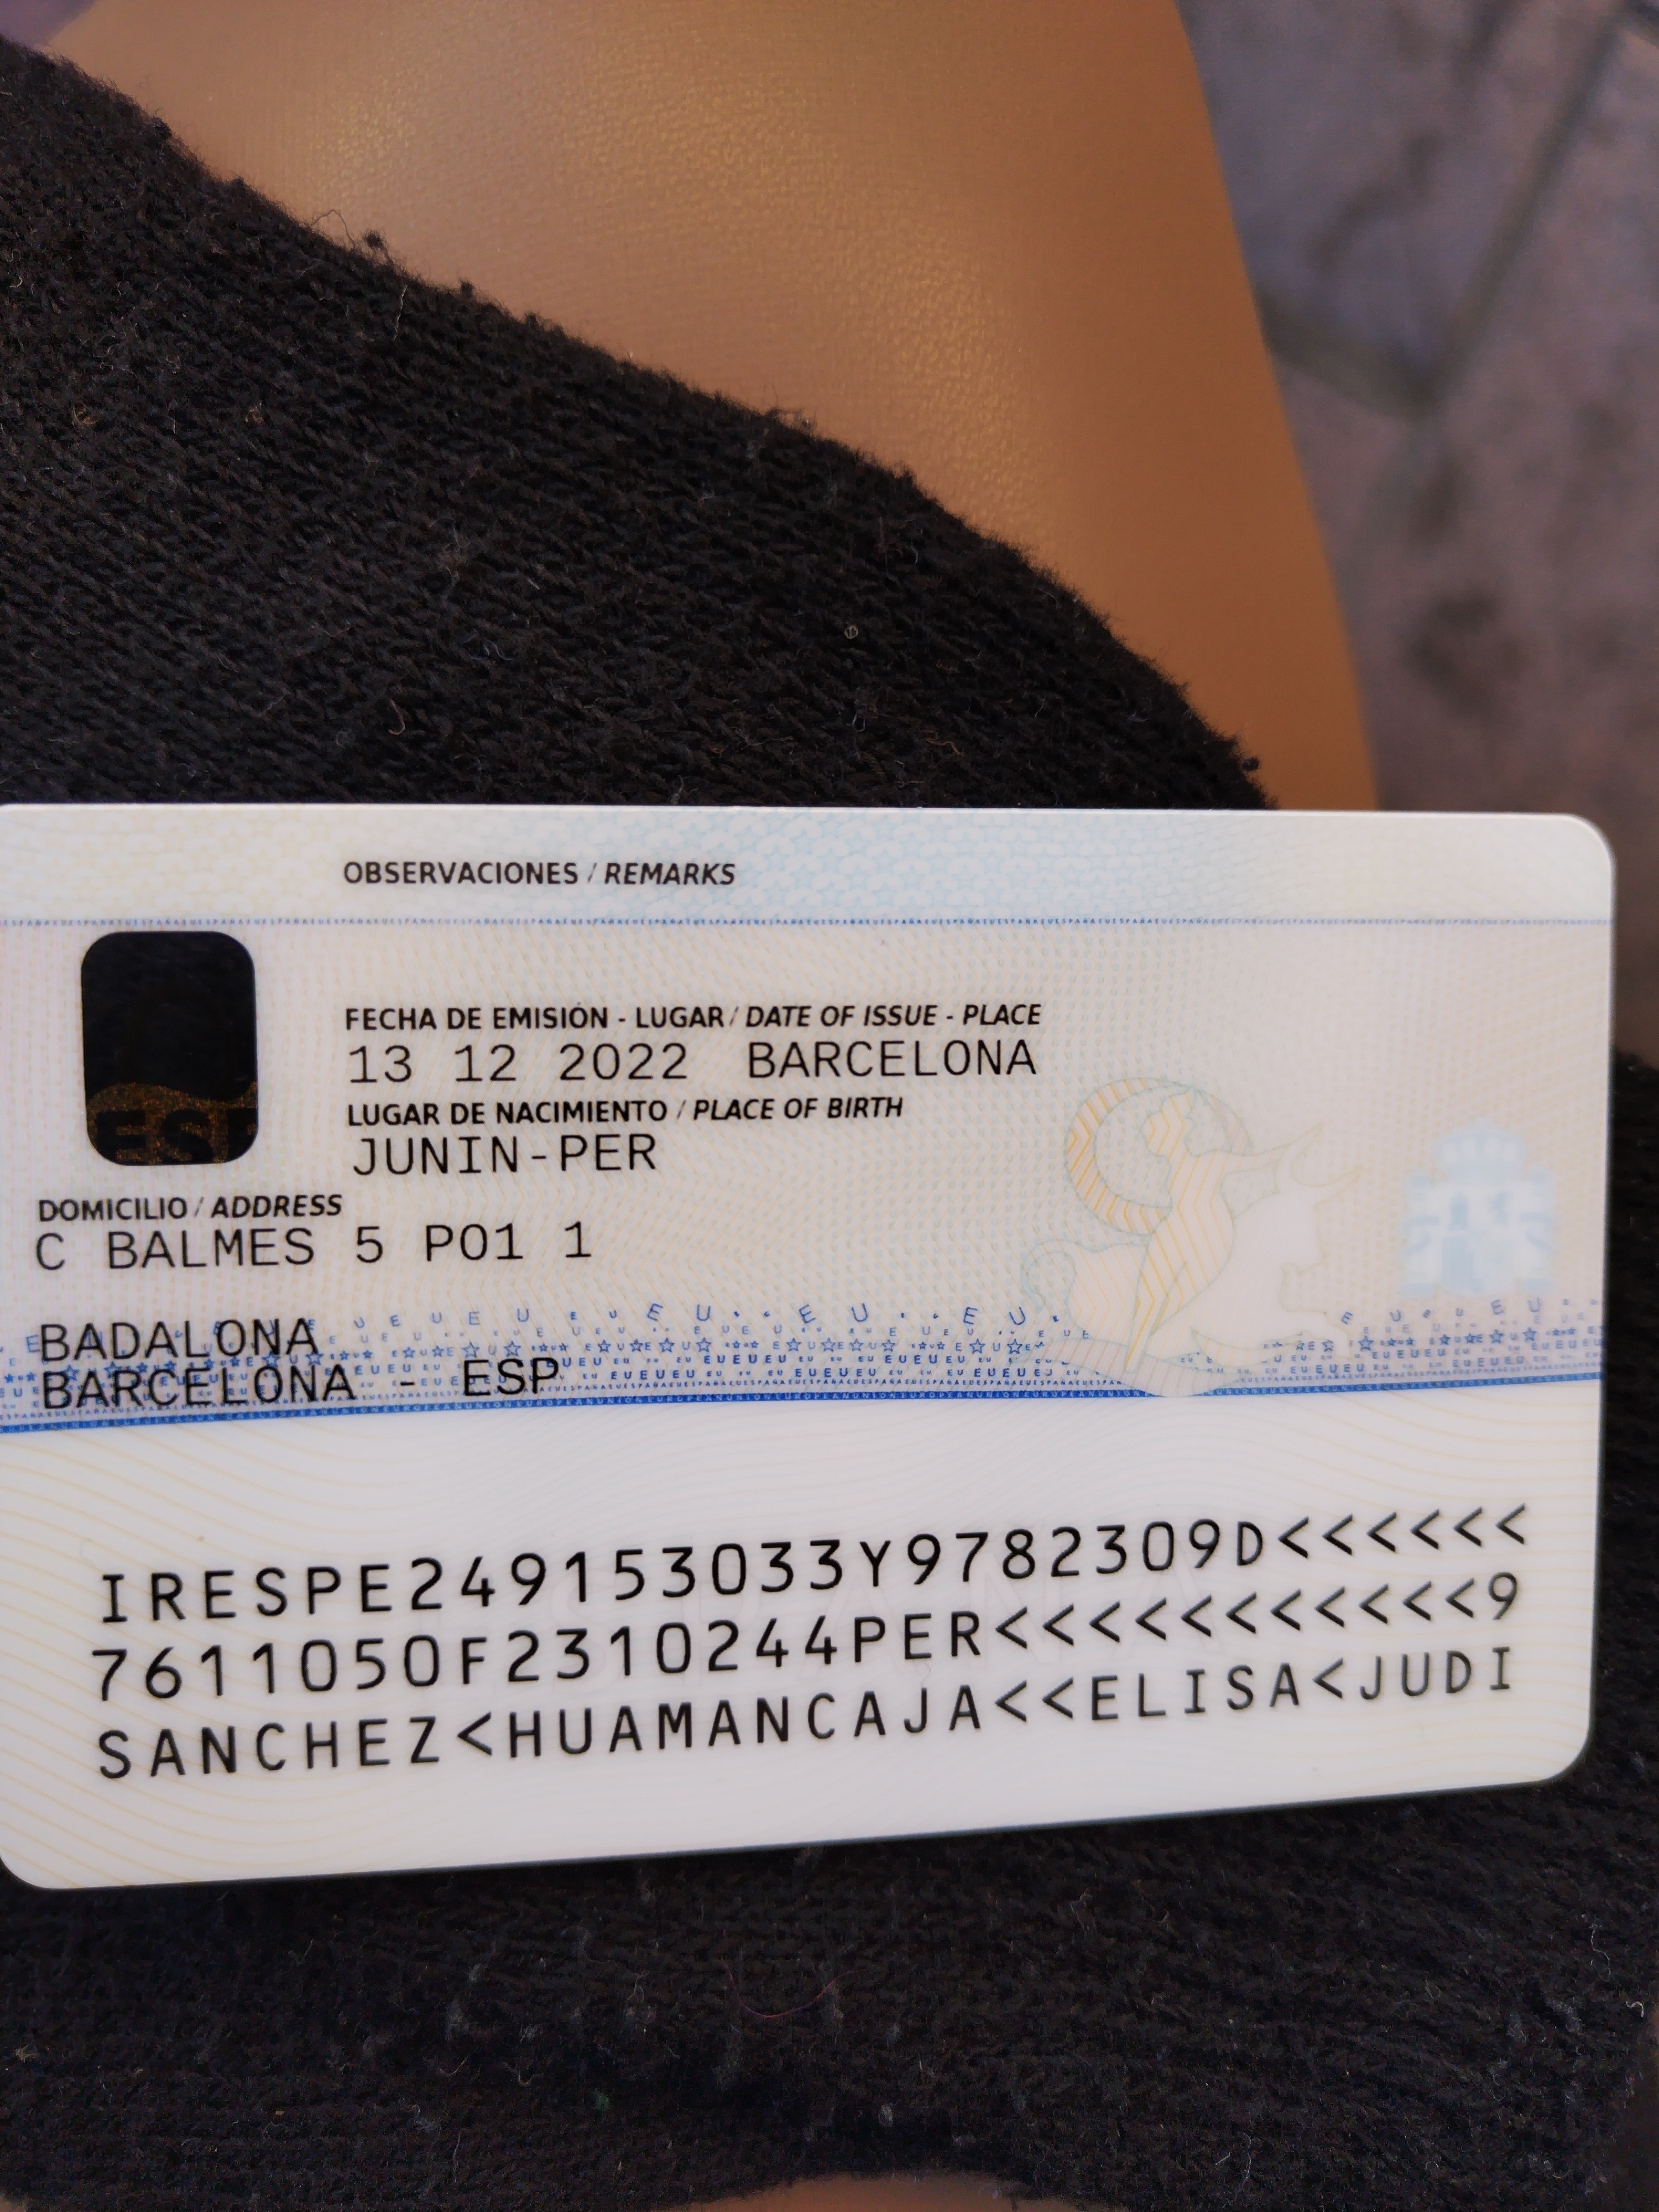 OBSERVACIONES / REMARKS
FECHA DE EMISIÓN - LUGAR / DATE OF ISSUE - PLACE
13 12 2022 BARCELONA
LUGAR DE NACIMIENTO / PLACE OF BIRTH
JUNIN-PER
DOMICILIO / ADDRESS
C BALMES 5 P01 1
BADALONA
BARCELONA - ESP
IRESPE249153033Y9782309D<<<<<<
7611050F2310244PER<<<<<<<<<<<9
SANCHEZ<HUAMANCAJA<<ELISA<JUDI